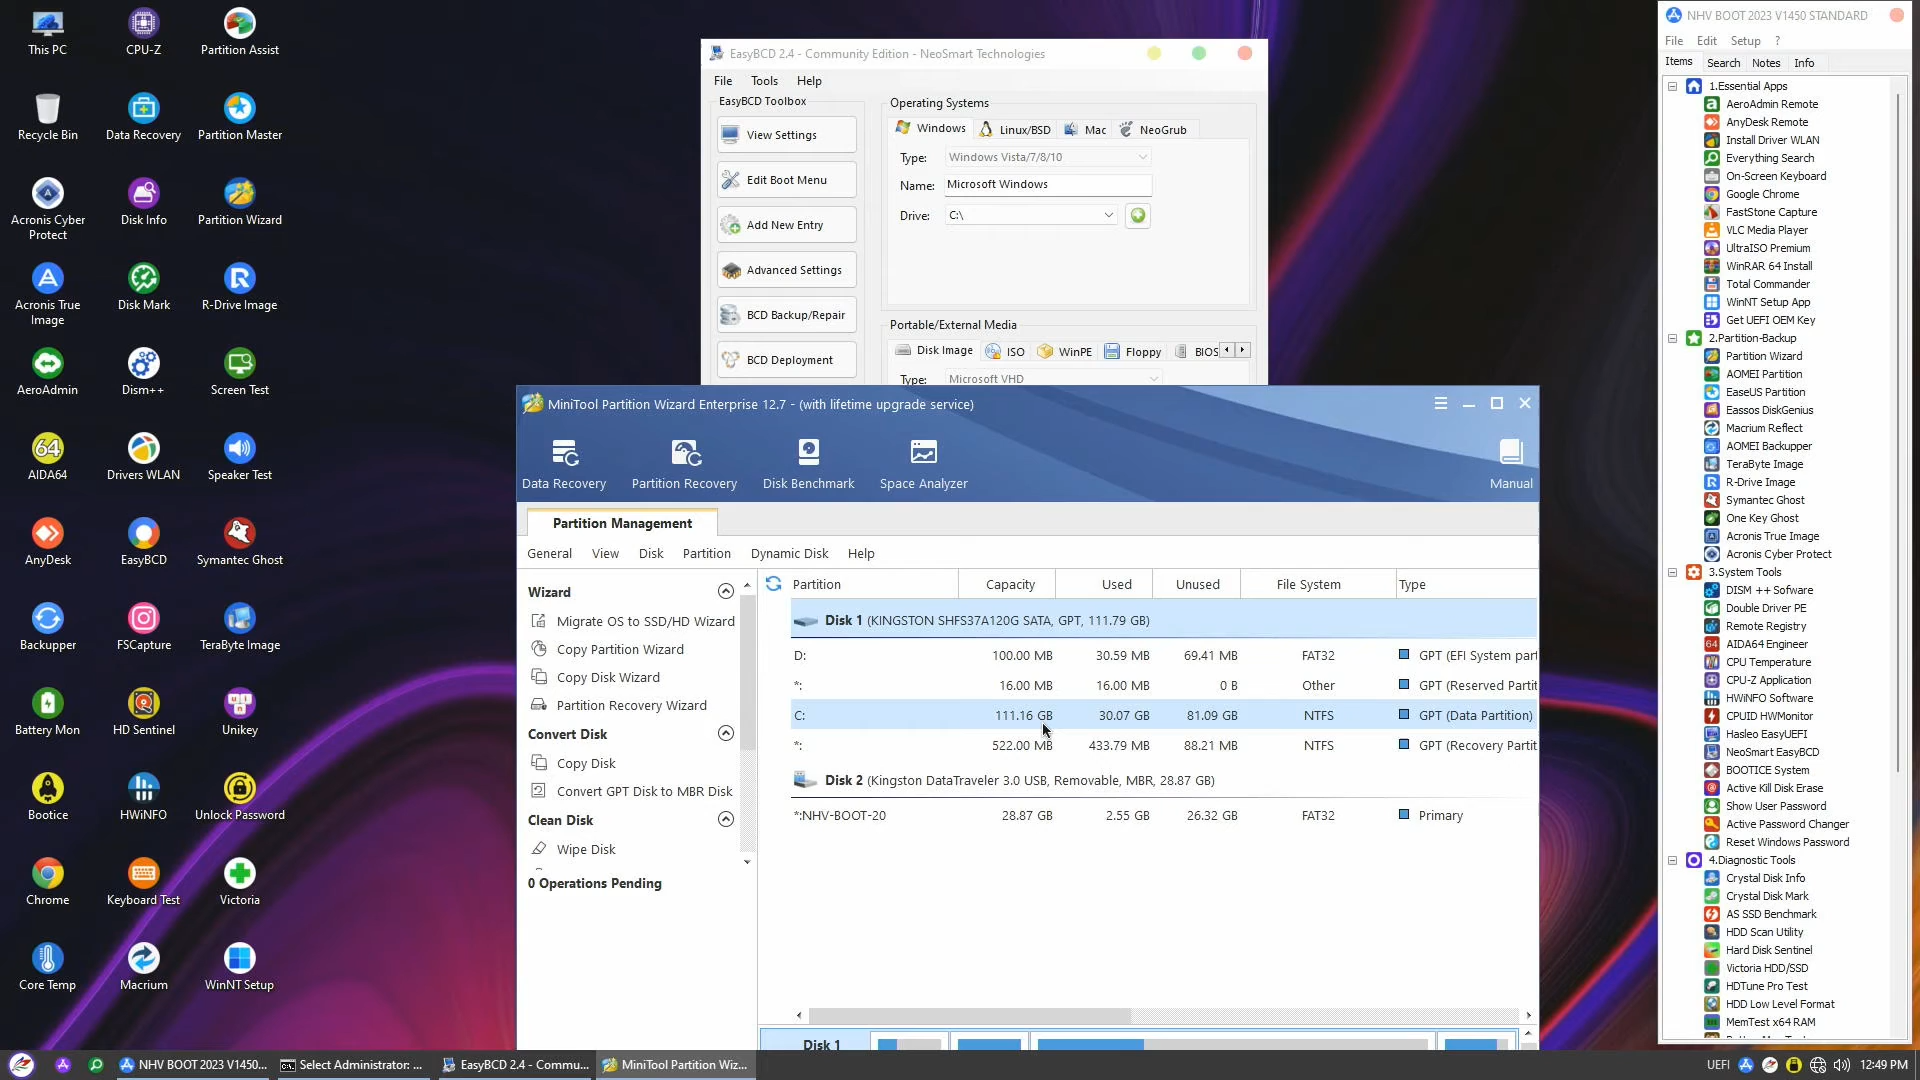 This PC
CPU-Z
Partition Assist
Recycle Bin
Data Recovery
Partition Master
Acronis Cyber
Protect
Disk Info
Partition Wizard
Acronis True
Image
Disk Mark
R-Drive Image
AeroAdmin
Dism++
Screen Test
64
AIDA64
Drivers WLAN
Speaker Test
AnyDesk
EasyBCD
Symantec Ghost
Backupper
FSCapture
TeraByte Image
Battery Mon
HD Sentinel
Unikey
Bootice
HWiNFO
Unlock Password
Chrome
Keyboard Test
Victoria
Core Temp
Macrium
WinNT Setup
EasyBCD 2.4 - Community Edition - NeoSmart Technologies
File Tools Help
EasyBCD Toolbox
View Settings
Edit Boot Menu
Add New Entry
Advanced Settings
BCD Backup/Repair
BCD Deployment
Operating Systems
Windows Linux/BSD Mac NeoGrub
Type: Windows Vista/7/8/10
Name: Microsoft Windows
Drive: C:\
Portable/External Media
Disk Image ISO WinPE Floppy BIOS
Type: Microsoft VHD
MiniTool Partition Wizard Enterprise 12.7 - (with lifetime upgrade service)
Data Recovery Partition Recovery Disk Benchmark Space Analyzer Manual
Partition Management
General View Disk Partition Dynamic Disk Help
Wizard
Migrate OS to SSD/HD Wizard
Copy Partition Wizard
Copy Disk Wizard
Partition Recovery Wizard
Convert Disk
Copy Disk
Convert GPT Disk to MBR Disk
Clean Disk
Wipe Disk
0 Operations Pending
Partition Capacity Used Unused File System Type
Disk 1 (KINGSTON SHFS37A120G SATA, GPT, 111.79 GB)
D: 100.00 MB 30.59 MB 69.41 MB FAT32 GPT (EFI System part
*: 16.00 MB 16.00 MB 0 B Other GPT (Reserved Partit
C: 111.16 GB 30.07 GB 81.09 GB NTFS GPT (Data Partition)
*: 522.00 MB 433.79 MB 88.21 MB NTFS GPT (Recovery Partit
Disk 2 (Kingston DataTraveler 3.0 USB, Removable, MBR, 28.87 GB)
*:NHV-BOOT-20 28.87 GB 2.55 GB 26.32 GB FAT32 Primary
Disk 1
NHV BOOT 2023 V1450 STANDARD
File Edit Setup ?
Items Search Notes Info
1.Essential Apps
AeroAdmin Remote
AnyDesk Remote
Install Driver WLAN
Everything Search
On-Screen Keyboard
Google Chrome
FastStone Capture
VLC Media Player
UltraISO Premium
WinRAR 64 Install
Total Commander
WinNT Setup App
Get UEFI OEM Key
2.Partition-Backup
Partition Wizard
AOMEI Partition
EaseUS Partition
Eassos DiskGenius
Macrium Reflect
AOMEI Backupper
TeraByte Image
R-Drive Image
Symantec Ghost
One Key Ghost
Acronis True Image
Acronis Cyber Protect
3.System Tools
DISM ++ Sofware
Double Driver PE
Remote Registry
AIDA64 Engineer
CPU Temperature
CPU-Z Application
HWiNFO Software
CPUID HWMonitor
Hasleo EasyUEFI
NeoSmart EasyBCD
BOOTICE System
Active Kill Disk Erase
Show User Password
Active Password Changer
Reset Windows Password
4.Diagnostic Tools
Crystal Disk Info
Crystal Disk Mark
AS SSD Benchmark
HDD Scan Utility
Hard Disk Sentinel
Victoria HDD/SSD
HDTune Pro Test
HDD Low Level Format
MemTest x64 RAM
NHV BOOT 2023 V1450... Select Administrator: ... EasyBCD 2.4 - Commu... MiniTool Partition Wiz... UEFI 12:49 PM